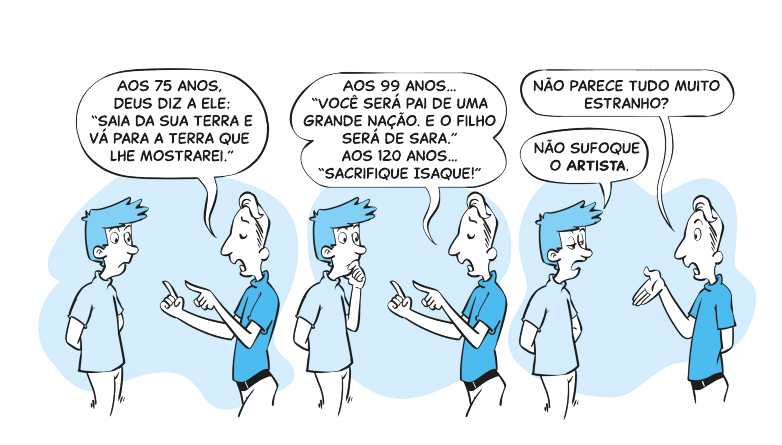 AOS 75 ANOS,
DEUS DIZ A ELE:
"SAIA DA SUA TERRA E
VÁ PARA A TERRA QUE
LHE MOSTRAREI."
AOS 99 ANOS...
"VOCÊ SERÁ PAI DE UMA
GRANDE NAÇÃO. E O FILHO
SERÁ DE SARA."
AOS 120 ANOS...
"SACRIFIQUE ISAQUE!"
NÃO PARECE TUDO MUITO
ESTRANHO?
NÃO SUFOQUE
O ARTISTA.